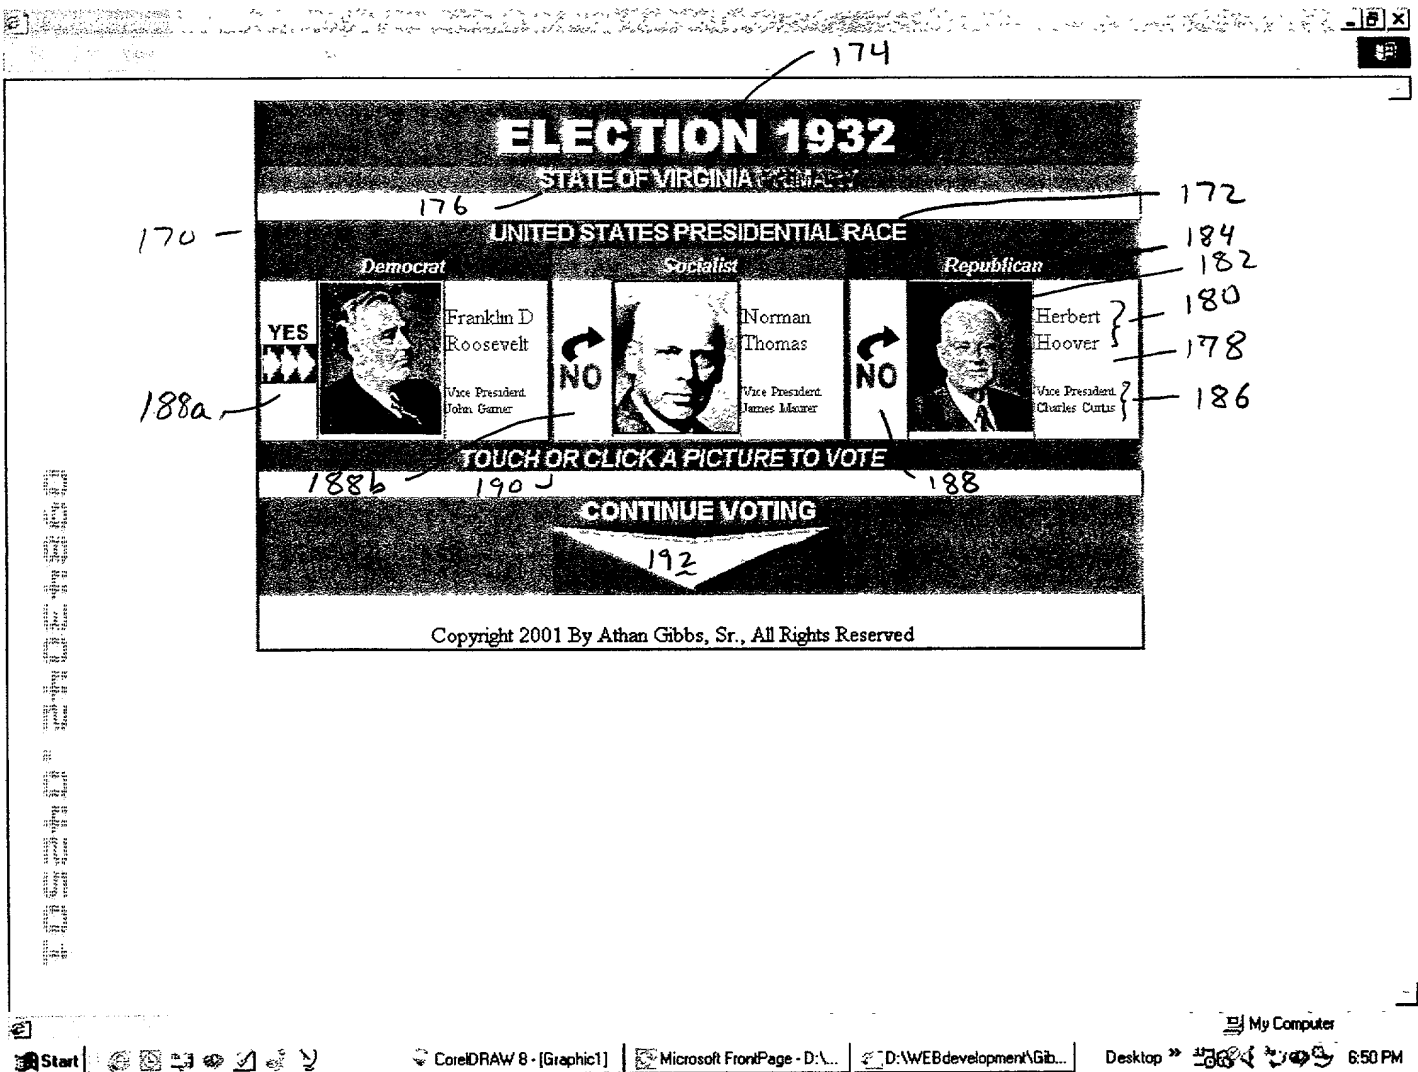 174
ELECTION 1932
STATE OF VIRGINIA PRIMARY
176
172
170
UNITED STATES PRESIDENTIAL RACE
184
Democrat Socialist Republican
182
YES
Franklin D
Roosevelt
Vice President
John Garner
NO
Norman
Thomas
Vice President
James Maurer
NO
Herbert
Hoover
Vice President
Charles Curtis
180
178
186
188a
TOUCH OR CLICK A PICTURE TO VOTE
188b 190 188
CONTINUE VOTING
192
Copyright 2001 By Athan Gibbs, Sr., All Rights Reserved
My Computer
Start CorelDRAW 8 - [Graphic1] Microsoft FrontPage - D:\... D:\WEBdevelopment\Gib... Desktop » 6:50 PM